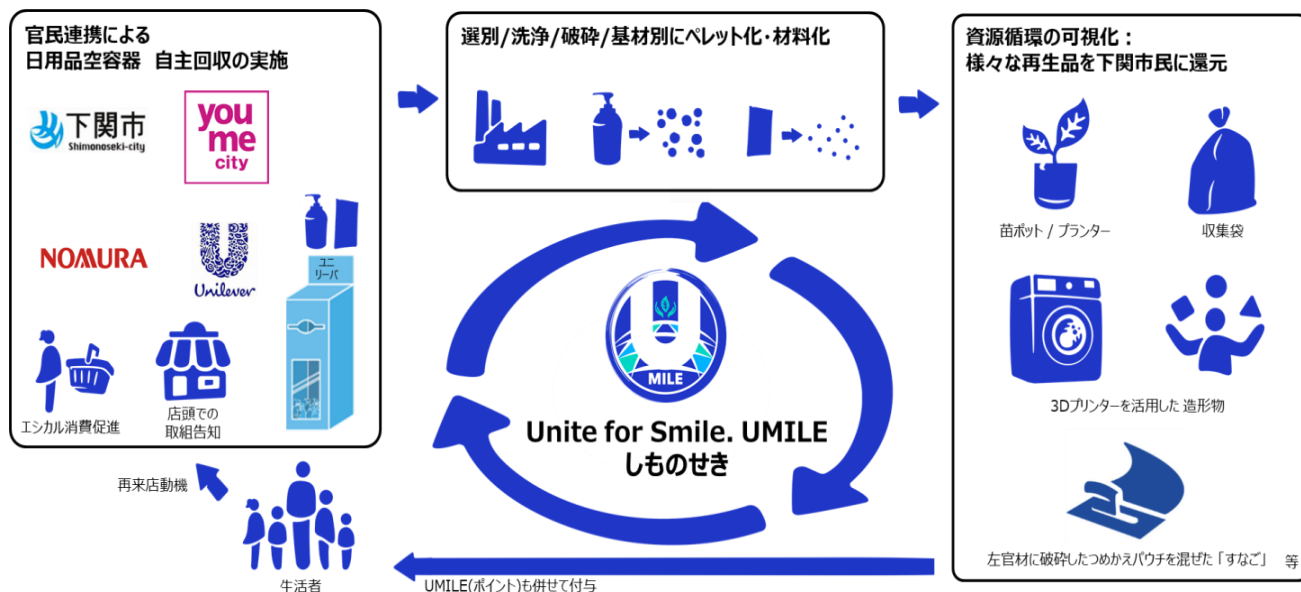 官民連携による
日用品空容器 自主回収の実施
下関市
Shimonoseki-city
you
me
city
NOMURA
Unilever
ユニ
リーバ
エシカル消費促進
店頭での
取組告知
選別/洗浄/破砕/基材別にペレット化・材料化
資源循環の可視化：
様々な再生品を下関市民に還元
苗ポット / プランター
収集袋
3Dプリンターを活用した 造形物
左官材に破砕したつめかえパウチを混ぜた「すなご」 等
U
MILE
Unite for Smile. UMILE
しものせき
再来店動機
生活者
UMILE(ポイント)も併せて付与